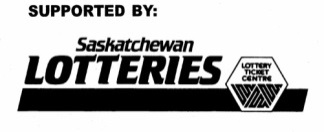 SUPPORTED BY:
Saskatchewan
LOTTERIES
LOTTERY
TICKET
CENTRE